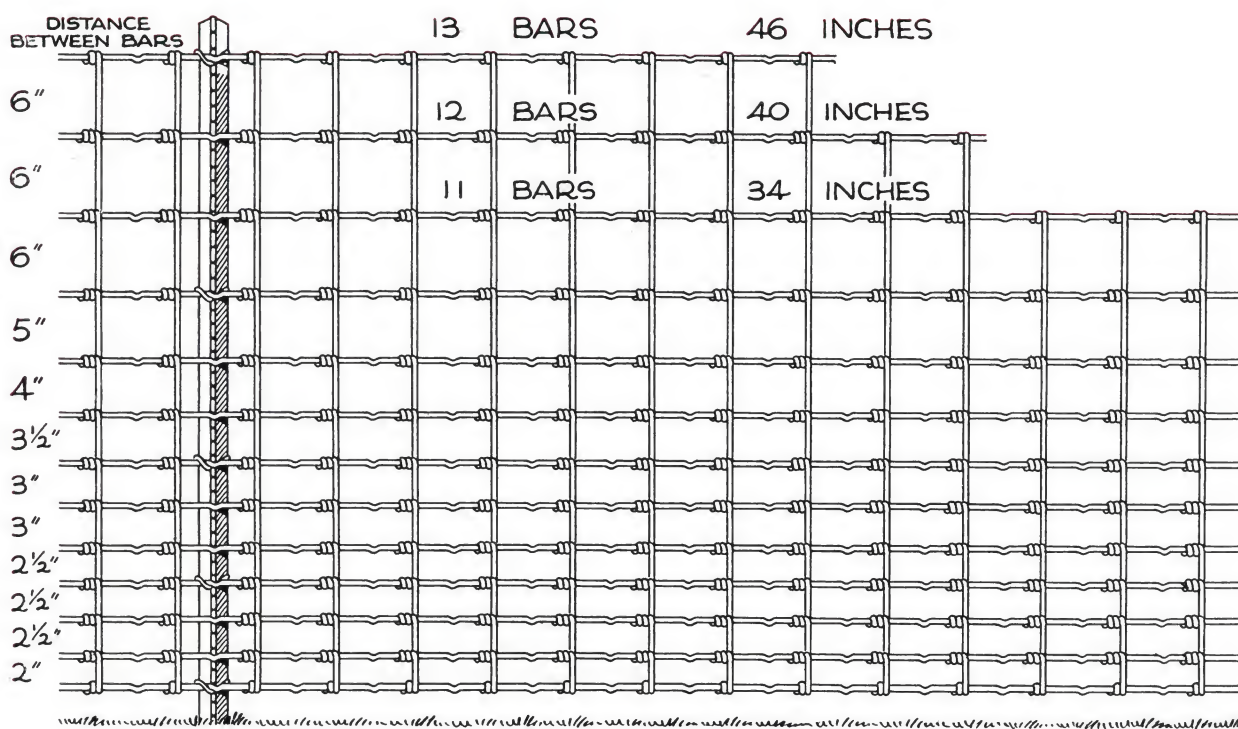 DISTANCE
BETWEEN BARS
13 BARS 46 INCHES
6"
12 BARS 40 INCHES
6"
11 BARS 34 INCHES
6"
5"
4"
3½"
3"
3"
2½"
2½"
2½"
2"